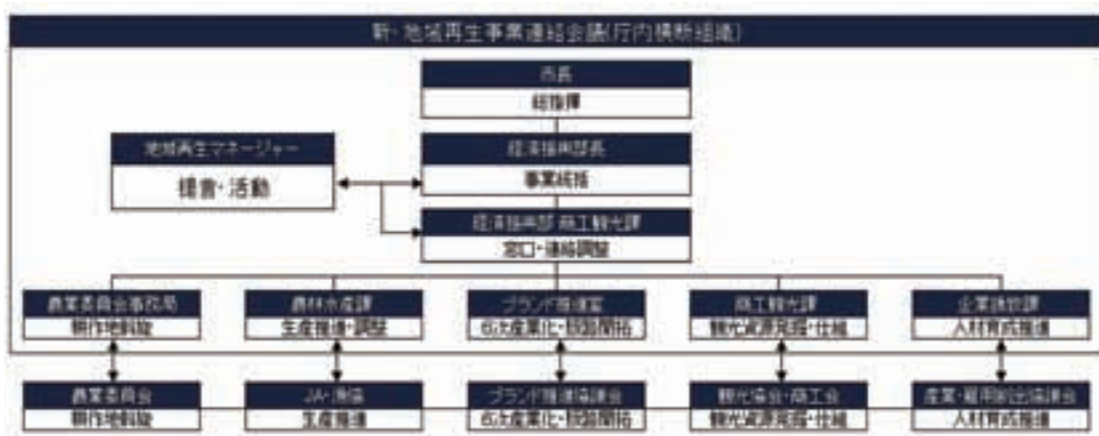 新・地域再生事業連絡会議(庁内横断組織)
市長
総指揮
地域再生マネージャー
提言・活動
経済振興部長
事業統括
経済振興部 商工観光課
窓口・連絡調整
農業委員会事務局
耕作地斡旋
農林水産課
生産推進・調整
ブランド推進室
6次産業化・販路開拓
商工観光課
観光資源発掘・仕組
企業誘致課
人材育成推進
農業委員会
耕作地斡旋
JA・漁協
生産推進
ブランド推進協議会
6次産業化・販路開拓
観光協会・商工会
観光資源発掘・仕組
産業・雇用創出協議会
人材育成推進